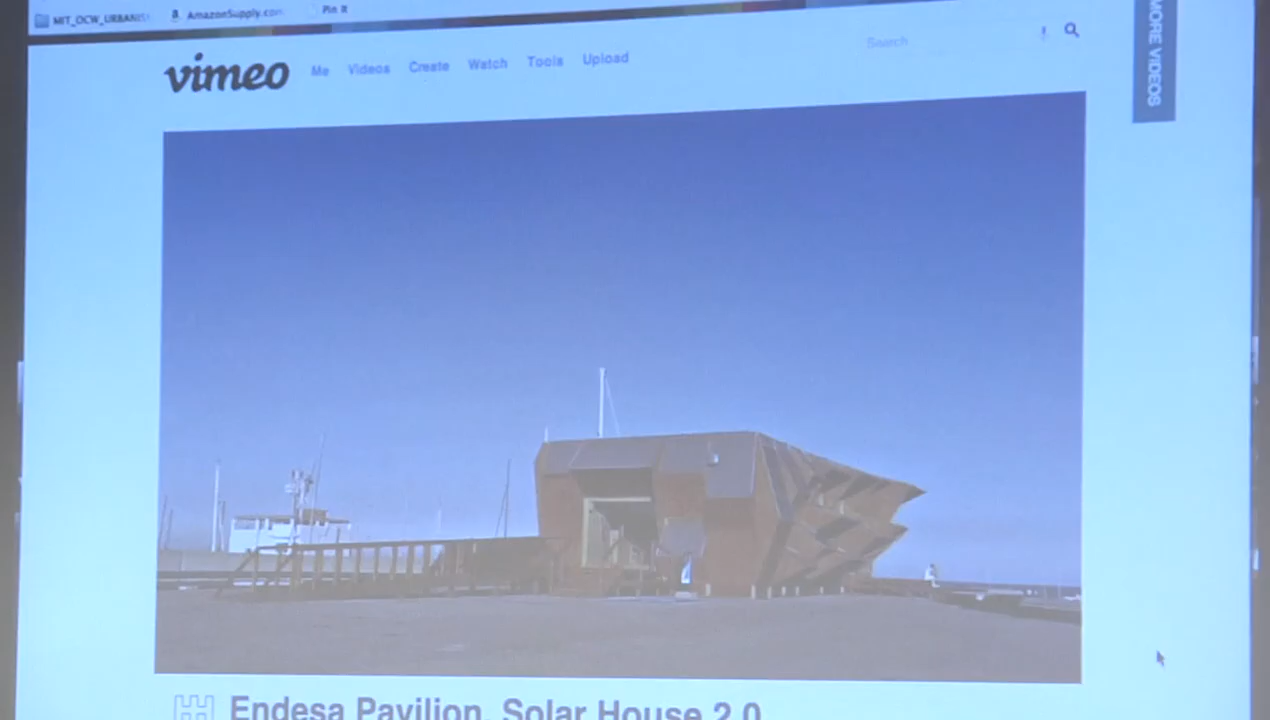 MIT_OCW_URBANIS
AmazonSupply.com
Pin It
vimeo
Me Videos Create Watch Tools Upload
Search
MORE VIDEOS
Endesa Pavilion, Solar House 2.0